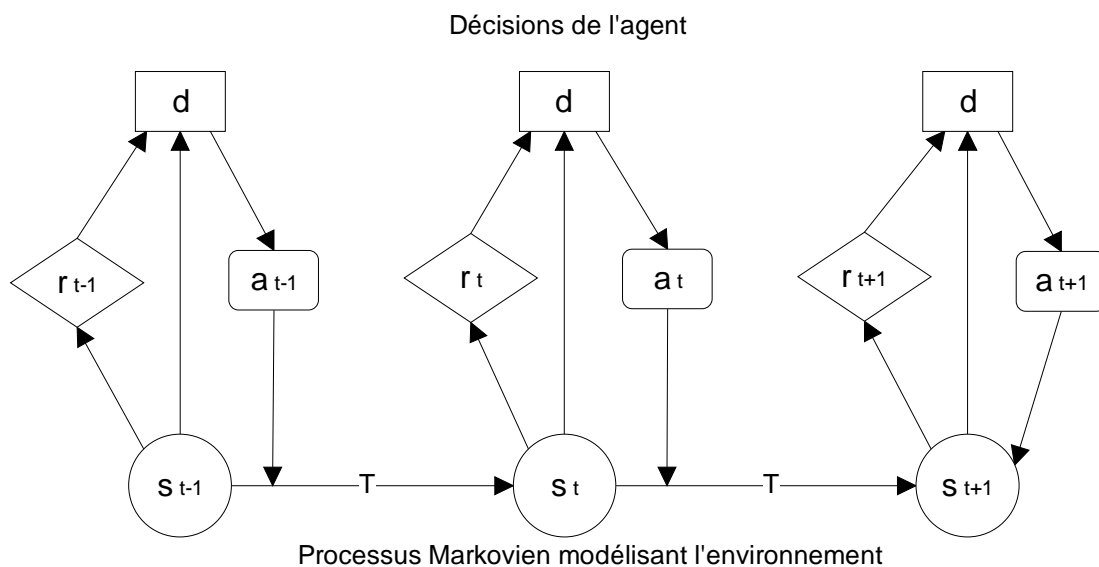 Décisions de l'agent
d d d
r t-1 a t-1 r t a t r t+1 a t+1
s t-1 T s t T s t+1
Processus Markovien modélisant l'environnement